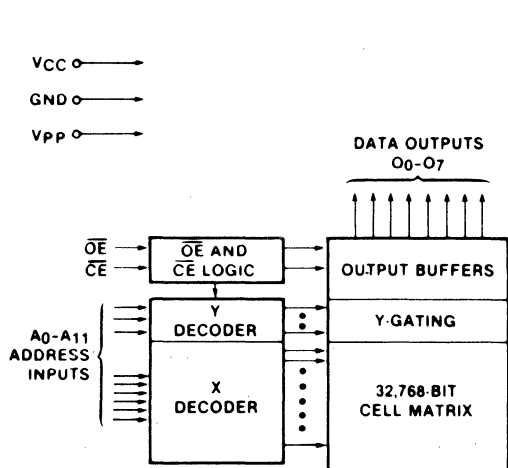 VCC
GND
VPP
DATA OUTPUTS
O0-O7
OE
CE
OE AND
CE LOGIC
OUTPUT BUFFERS
Y
DECODER
Y-GATING
A0-A11
ADDRESS
INPUTS
X
DECODER
32,768-BIT
CELL MATRIX